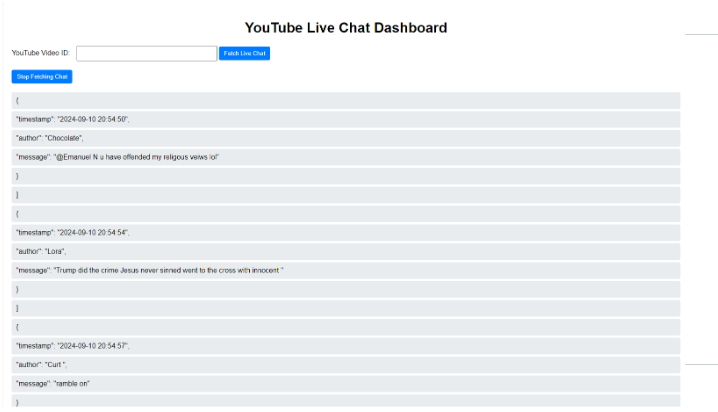 YouTube Live Chat Dashboard
YouTube Video ID:
Fetch Live Chat
Stop Fetching Chat
{
"timestamp": "2024-09-10 20:54:50",
"author": "Chocolate",
"message": "@Emanuel N u have offended my religous veiws lol"
}
]
{
"timestamp": "2024-09-10 20:54:54",
"author": "Lora",
"message": "Trump did the crime Jesus never sinned went to the cross with innocent "
}
]
{
"timestamp": "2024-09-10 20:54:57",
"author": "Curt ",
"message": "ramble on"
}